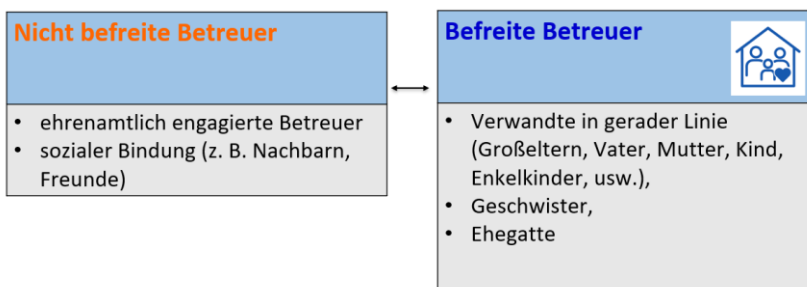 Nicht befreite Betreuer
• ehrenamtlich engagierte Betreuer
• sozialer Bindung (z. B. Nachbarn,
Freunde)
Befreite Betreuer
• Verwandte in gerader Linie
(Großeltern, Vater, Mutter, Kind,
Enkelkinder, usw.),
• Geschwister,
• Ehegatte